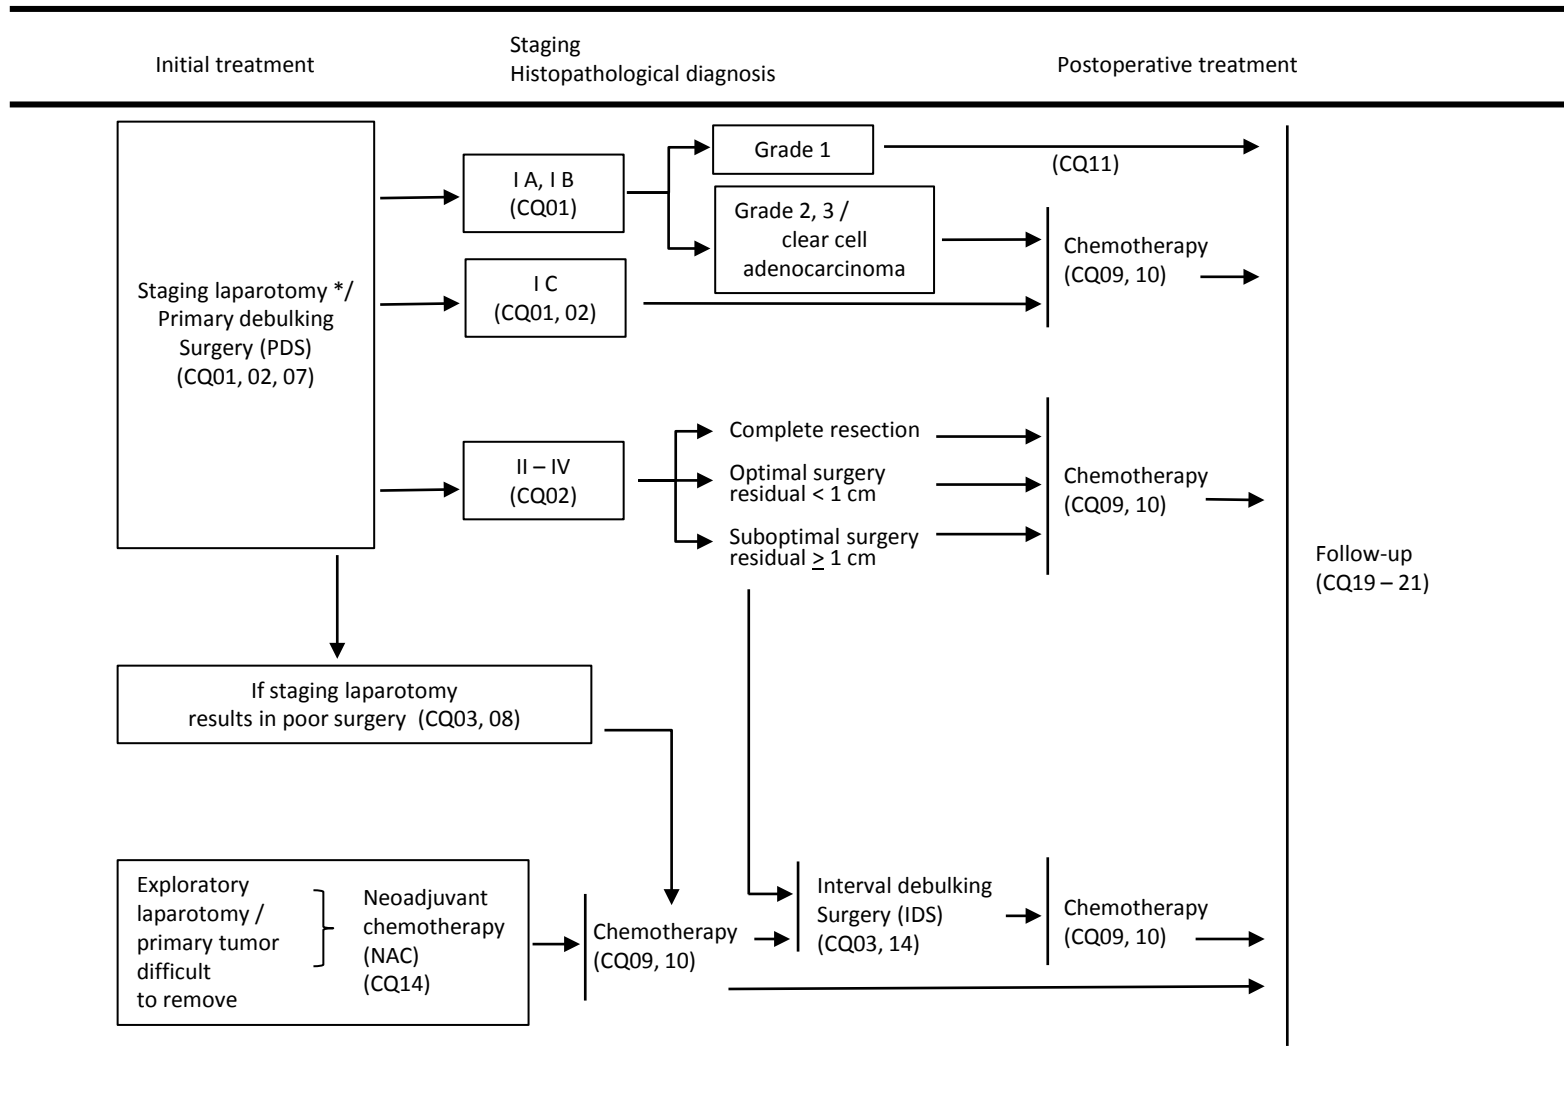 Initial treatment
Staging
Histopathological diagnosis
Postoperative treatment
Staging laparotomy */
Primary debulking
Surgery (PDS)
(CQ01, 02, 07)
I A, I B
(CQ01)
Grade 1
(CQ11)
Grade 2, 3 /
clear cell
adenocarcinoma
Chemotherapy
(CQ09, 10)
I C
(CQ01, 02)
II – IV
(CQ02)
Complete resection
Optimal surgery
residual < 1 cm
Suboptimal surgery
residual ≥ 1 cm
Chemotherapy
(CQ09, 10)
Follow-up
(CQ19 – 21)
If staging laparotomy
results in poor surgery (CQ03, 08)
Exploratory
laparotomy /
primary tumor
difficult
to remove
Neoadjuvant
chemotherapy
(NAC)
(CQ14)
Chemotherapy
(CQ09, 10)
Interval debulking
Surgery (IDS)
(CQ03, 14)
Chemotherapy
(CQ09, 10)